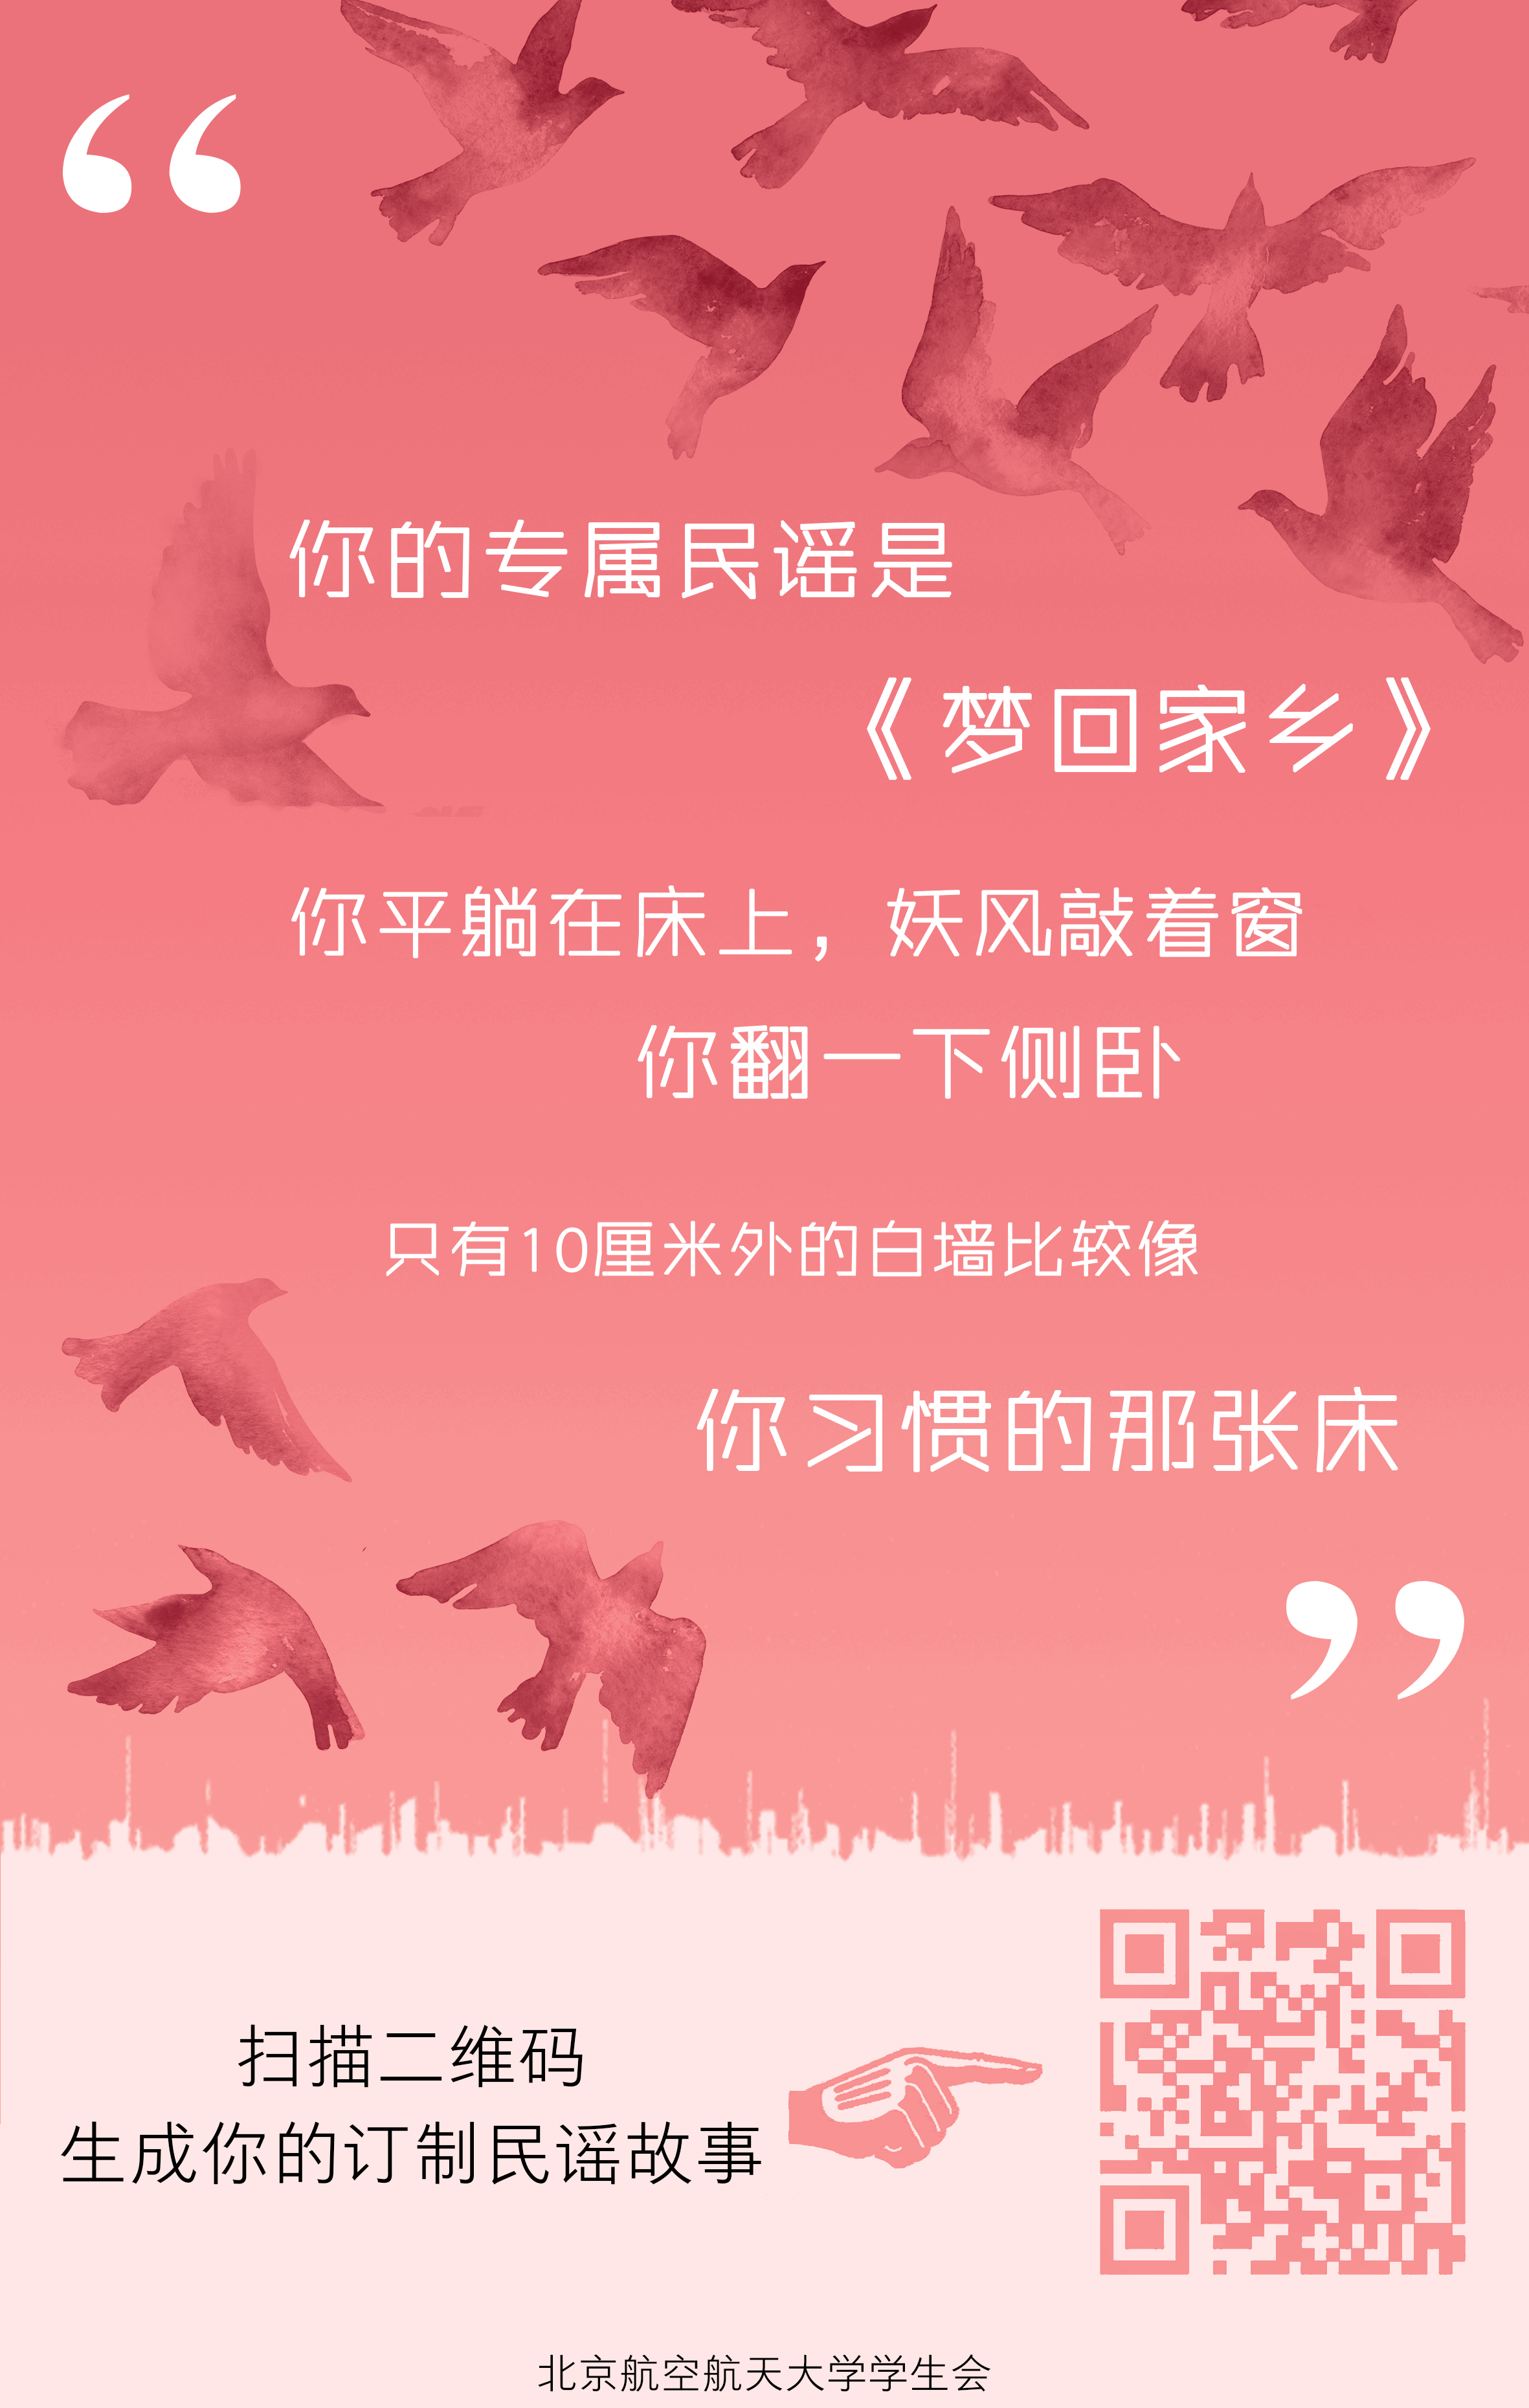 “
你的专属民谣是
《梦回家乡》
你平躺在床上，妖风敲着窗
你翻一下侧卧
只有10厘米外的白墙比较像
你习惯的那张床
”
扫描二维码
生成你的订制民谣故事
北京航空航天大学学生会